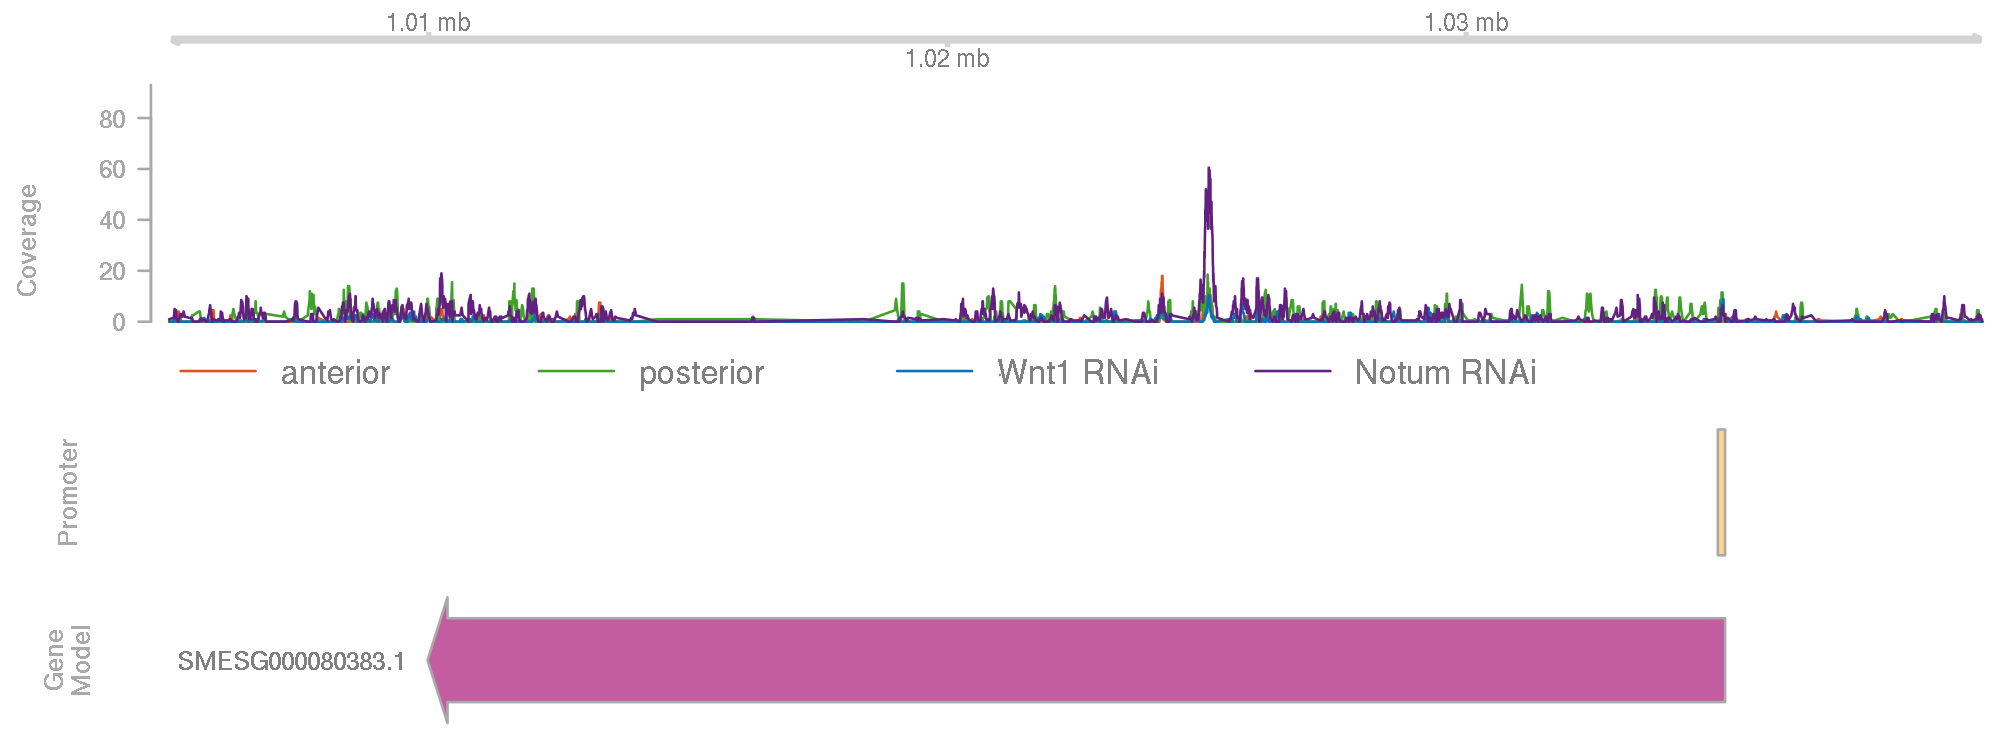 1.01 mb
1.03 mb
1.02 mb
80
60
40
20
0
Coverage
anterior posterior Wnt1 RNAi Notum RNAi
Promoter
Gene
Model
SMESG000080383.1